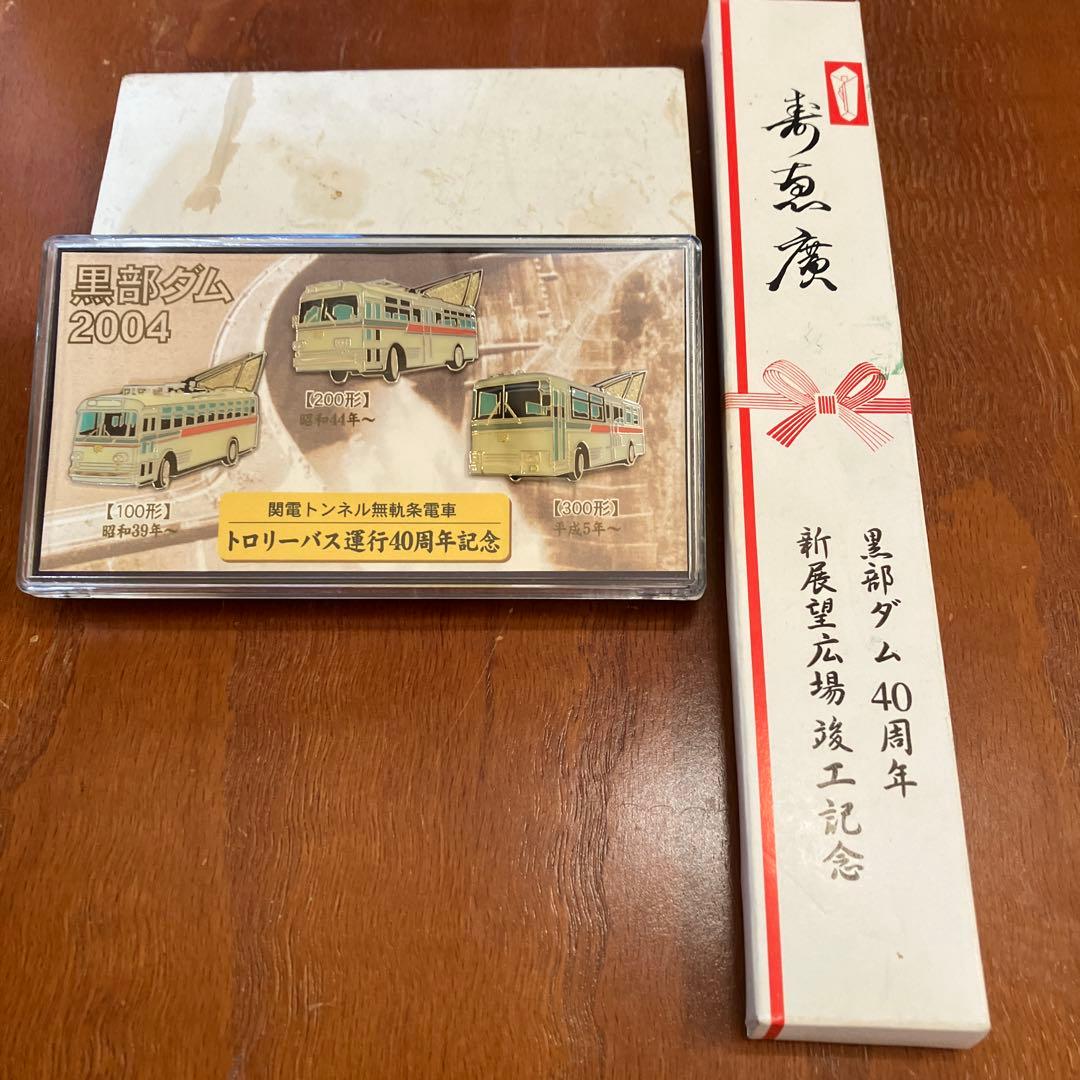 黒部ダム
2004
【200形】
昭和44年～
【100形】
昭和39年～
【300形】
平成5年～
関電トンネル無軌条電車
トロリーバス運行40周年記念
寿恵廣
黒部ダム40周年
新展望広場竣工記念